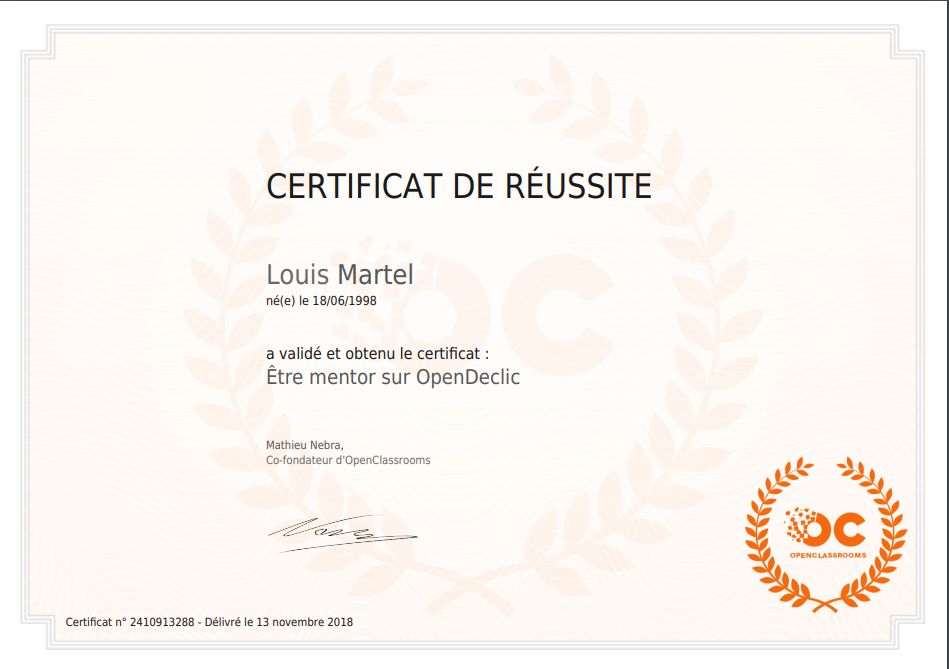 CERTIFICAT DE RÉUSSITE
Louis Martel
né(e) le 18/06/1998
a validé et obtenu le certificat :
Être mentor sur OpenDeclic
Mathieu Nebra,
Co-fondateur d'OpenClassrooms
OC
OPENCLASSROOMS
Certificat n° 2410913288 - Délivré le 13 novembre 2018